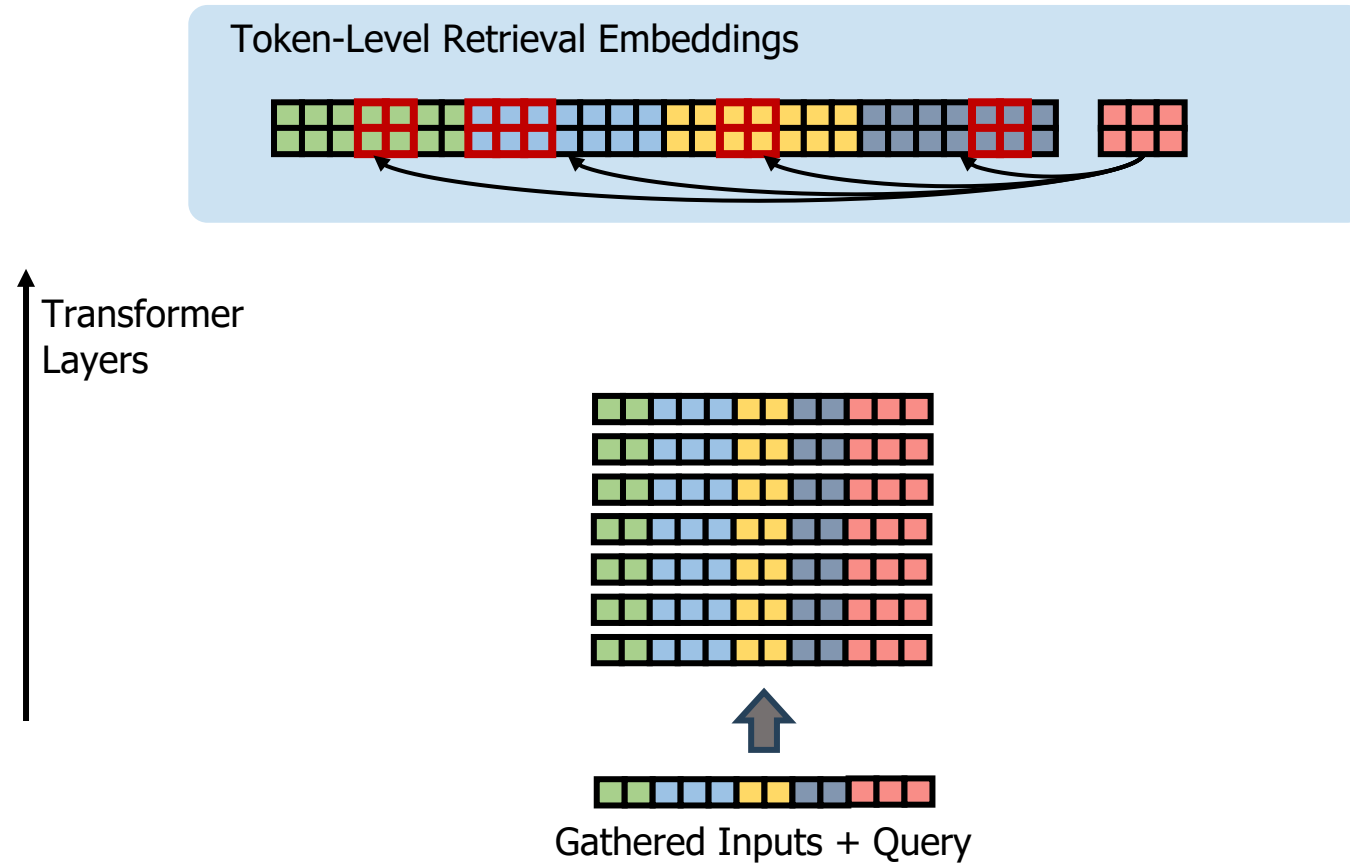 Token-Level Retrieval Embeddings
Transformer
Layers
Gathered Inputs + Query